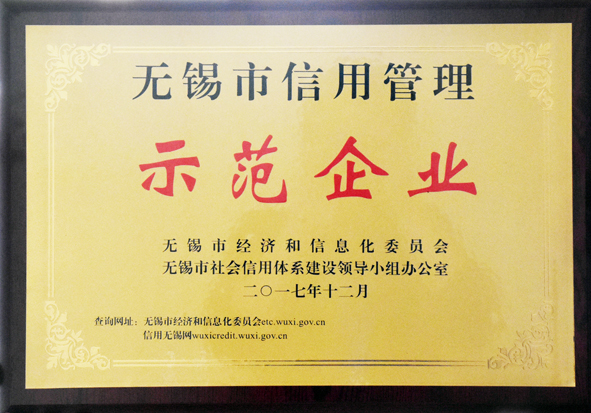 无锡市信用管理
示范企业
无锡市经济和信息化委员会
无锡市社会信用体系建设领导小组办公室
二〇一七年十二月
查询网址：无锡市经济和信息化委员会etc.wuxi.gov.cn
信用无锡网wuxicredit.wuxi.gov.cn